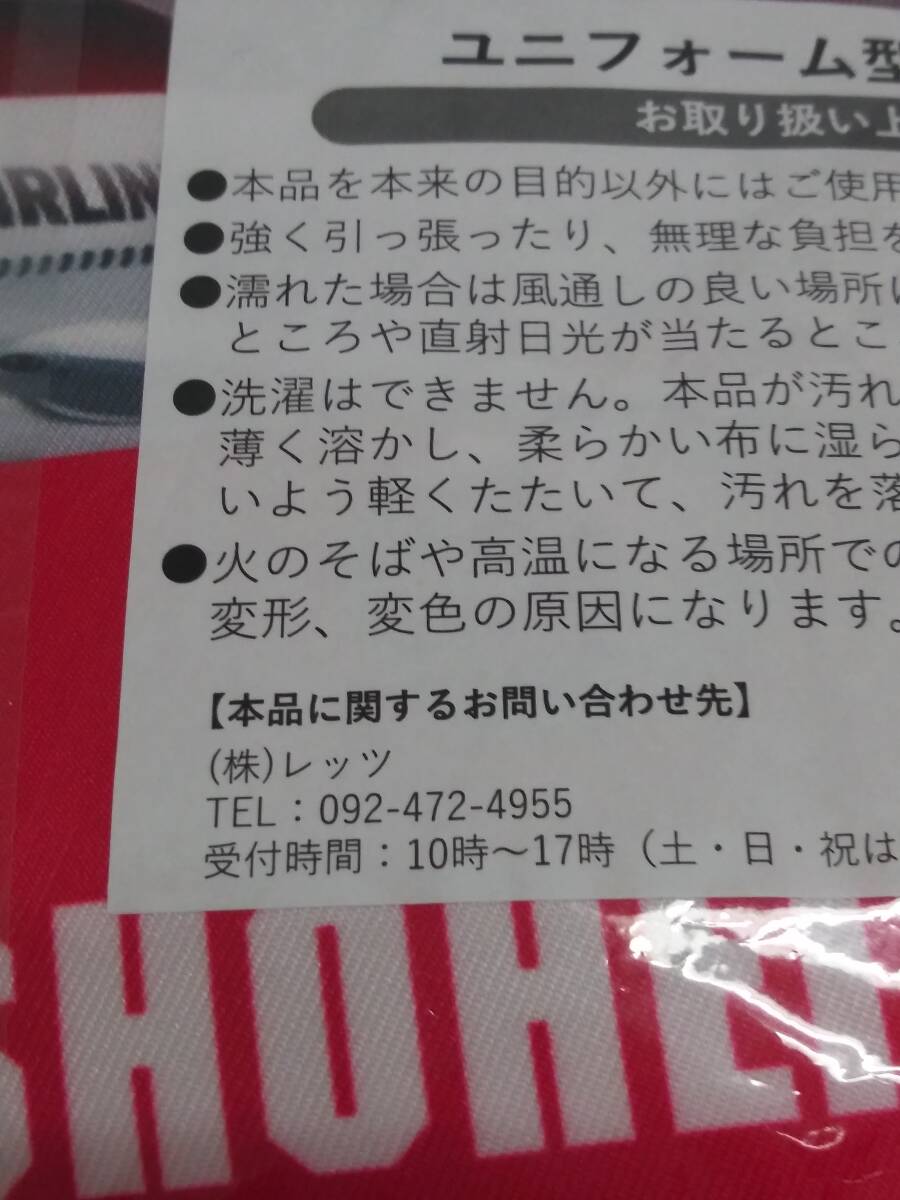 ユニフォーム型
お取り扱い上
●本品を本来の目的以外にはご使用
●強く引っ張ったり、無理な負担を
●濡れた場合は風通しの良い場所に
ところや直射日光が当たるところ
●洗濯はできません。本品が汚れ
薄く溶かし、柔らかい布に湿ら
いよう軽くたたいて、汚れを落
●火のそばや高温になる場所での
変形、変色の原因になります。
【本品に関するお問い合わせ先】
(株)レッツ
TEL：092-472-4955
受付時間：10時～17時（土・日・祝は
IRLIN
SHOHEI